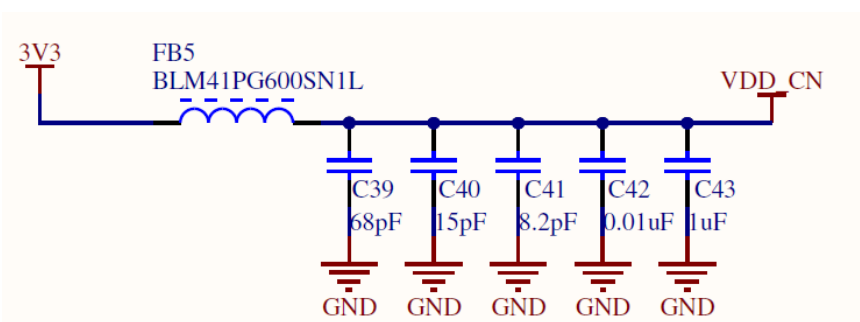 3V3
FB5
BLM41PG600SN1L
VDD_CN
C39
68pF
C40
15pF
C41
8.2pF
C42
0.01uF
C43
1uF
GND
GND
GND
GND
GND